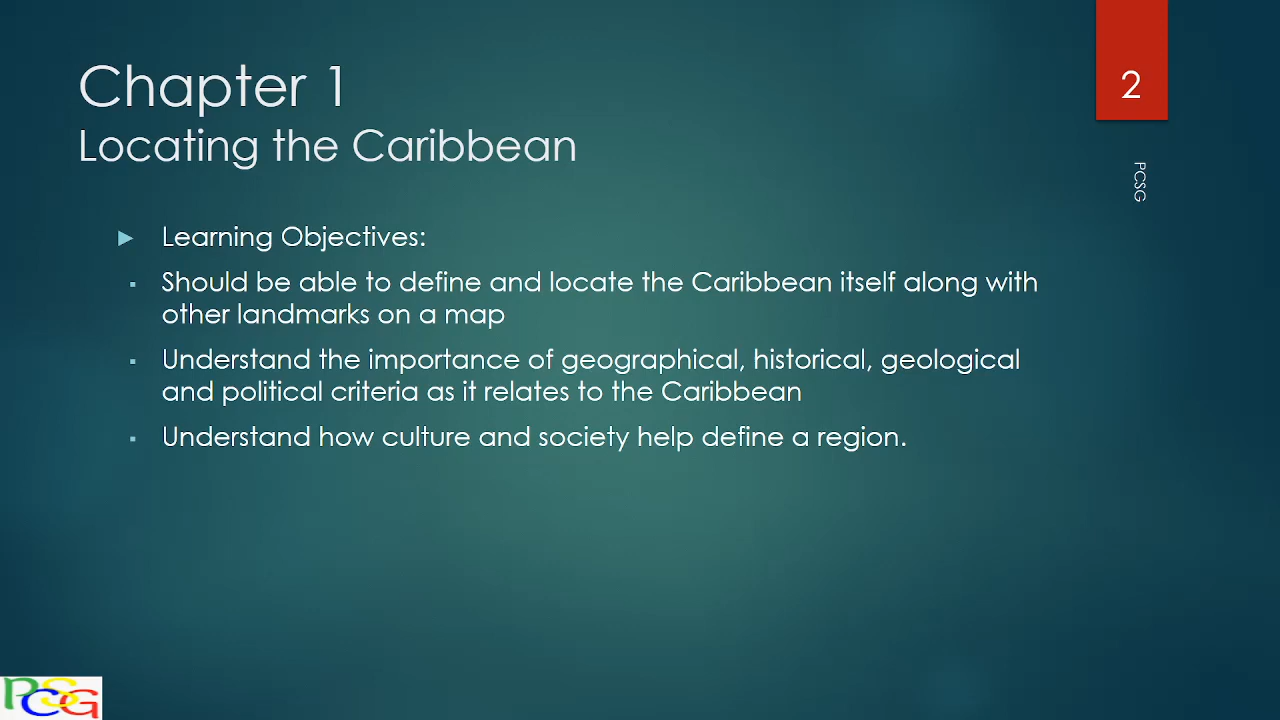 Chapter 1
Locating the Caribbean
2
PCSG
Learning Objectives:
Should be able to define and locate the Caribbean itself along with
other landmarks on a map
Understand the importance of geographical, historical, geological
and political criteria as it relates to the Caribbean
Understand how culture and society help define a region.
PCSG